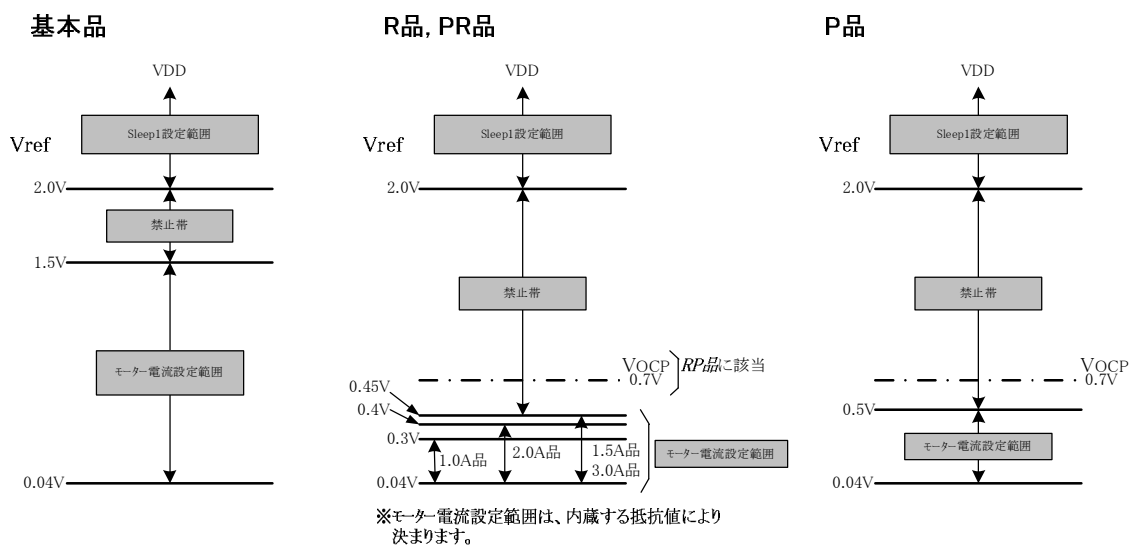 基本品
VDD
Sleep1設定範囲
Vref
2.0V
禁止帯
1.5V
モーター電流設定範囲
0.04V
R品, PR品
VDD
Sleep1設定範囲
Vref
2.0V
禁止帯
VOCP
0.7V
RP品に該当
0.45V
0.4V
0.3V
1.0A品
2.0A品
1.5A品
3.0A品
モーター電流設定範囲
0.04V
※モーター電流設定範囲は、内蔵する抵抗値により
決まります。
P品
VDD
Sleep1設定範囲
Vref
2.0V
禁止帯
VOCP
0.7V
0.5V
モーター電流設定範囲
0.04V